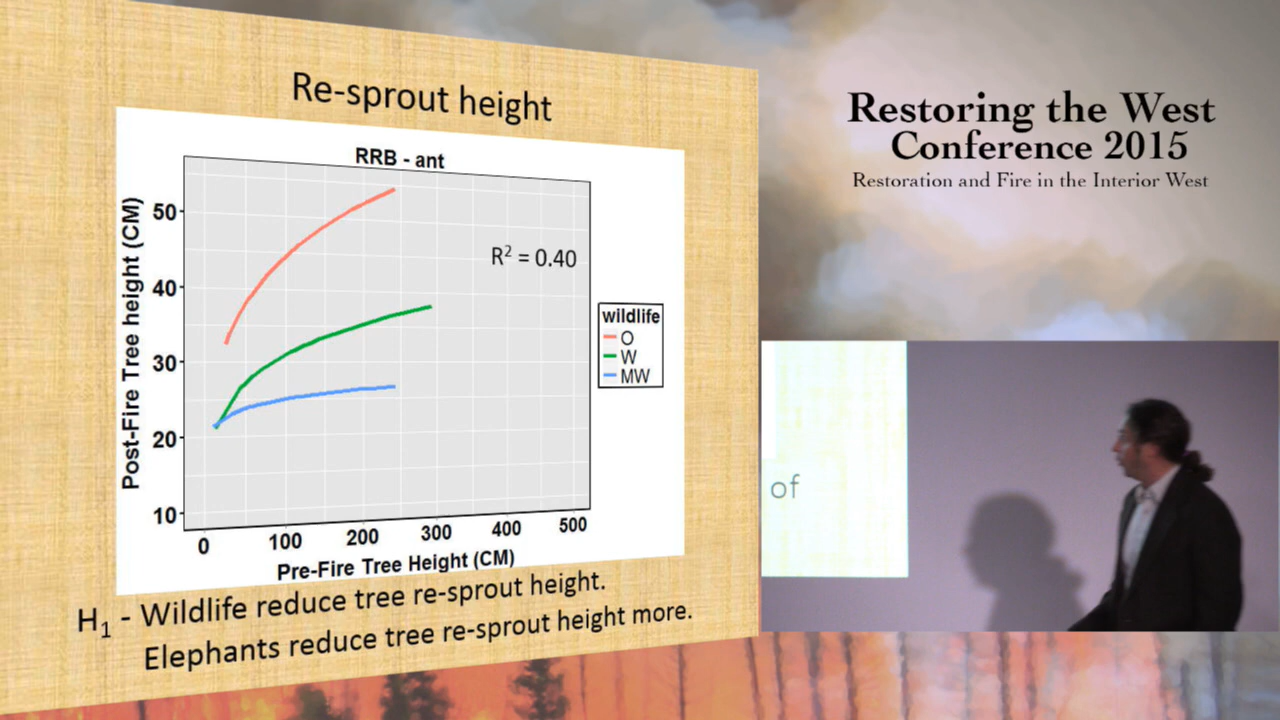 Re-sprout height
RRB - ant
Post-Fire Tree height (CM)
50
40
30
20
10
R² = 0.40
wildlife
O
W
MW
0 100 200 300 400 500
Pre-Fire Tree Height (CM)
H₁ - Wildlife reduce tree re-sprout height.
Elephants reduce tree re-sprout height more.
Restoring the West
Conference 2015
Restoration and Fire in the Interior West
of